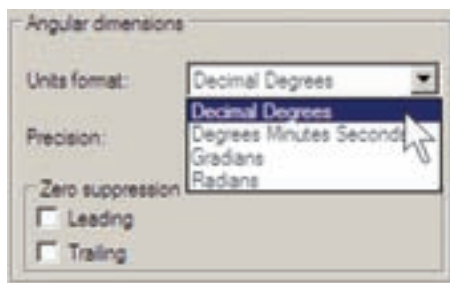 Angular dimensions
Units format:
Decimal Degrees
Decimal Degrees
Precision:
Degrees Minutes Seconds
Gradians
Radians
Zero suppression
Leading
Trailing